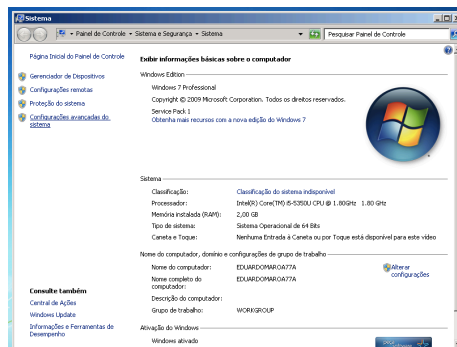 Sistema
Painel de Controle
Sistema e Segurança
Sistema
Pesquisar Painel de Controle
Página Inicial do Painel de Controle
Gerenciador de Dispositivos
Configurações remotas
Proteção do sistema
Configurações avançadas do
sistema
Exibir informações básicas sobre o computador
Windows Edition
Windows 7 Professional
Copyright © 2009 Microsoft Corporation. Todos os direitos reservados.
Service Pack 1
Obtenha mais recursos com a nova edição do Windows 7
Sistema
Classificação: Classificação do sistema indisponível
Processador: Intel(R) Core(TM) i5-5350U CPU @ 1.80GHz 1.80 GHz
Memória instalada (RAM): 2,00 GB
Tipo de sistema: Sistema Operacional de 64 Bits
Caneta e Toque: Nenhuma Entrada à Caneta ou por Toque está disponível para este vídeo
Nome do computador, domínio e configurações de grupo de trabalho
Nome do computador: EDUARDOMAROA77A
Alterar
configurações
Nome completo do
computador: EDUARDOMAROA77A
Descrição do computador:
Grupo de trabalho: WORKGROUP
Consulte também
Central de Ações
Windows Update
Informações e Ferramentas de
Desempenho
Ativação do Windows
Windows ativado